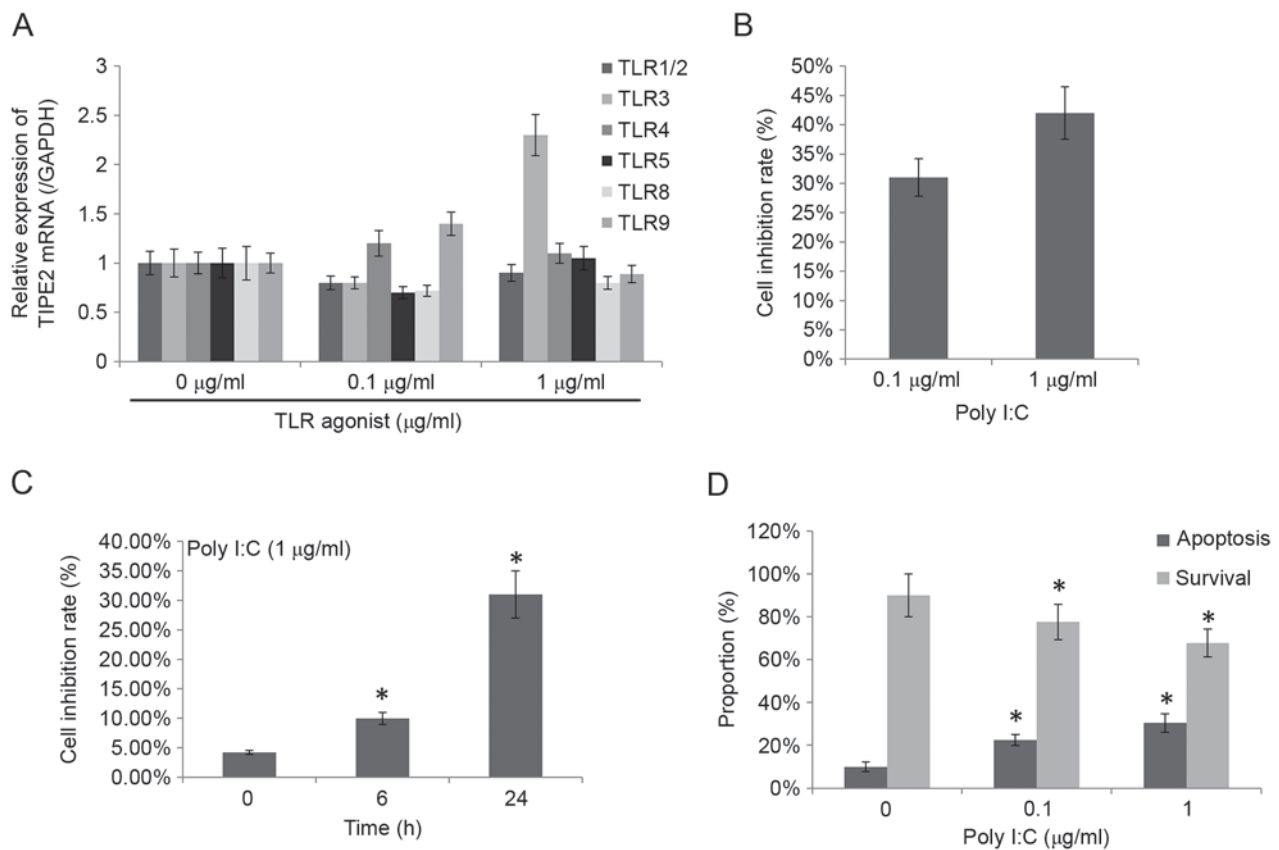 A
Relative expression of
TIPE2 mRNA (/GAPDH)
3
2.5
2
1.5
1
0.5
0
TLR1/2
TLR3
TLR4
TLR5
TLR8
TLR9
0 μg/ml
0.1 μg/ml
1 μg/ml
TLR agonist (μg/ml)
B
Cell inhibition rate (%)
50%
45%
40%
35%
30%
25%
20%
15%
10%
5%
0%
0.1 μg/ml
1 μg/ml
Poly I:C
C
Cell inhibition rate (%)
40.00%
35.00%
30.00%
25.00%
20.00%
15.00%
10.00%
5.00%
0.00%
Poly I:C (1 μg/ml)
*
*
0
6
24
Time (h)
D
Proportion (%)
120%
100%
80%
60%
40%
20%
0%
Apoptosis
Survival
*
*
*
*
0
0.1
1
Poly I:C (μg/ml)